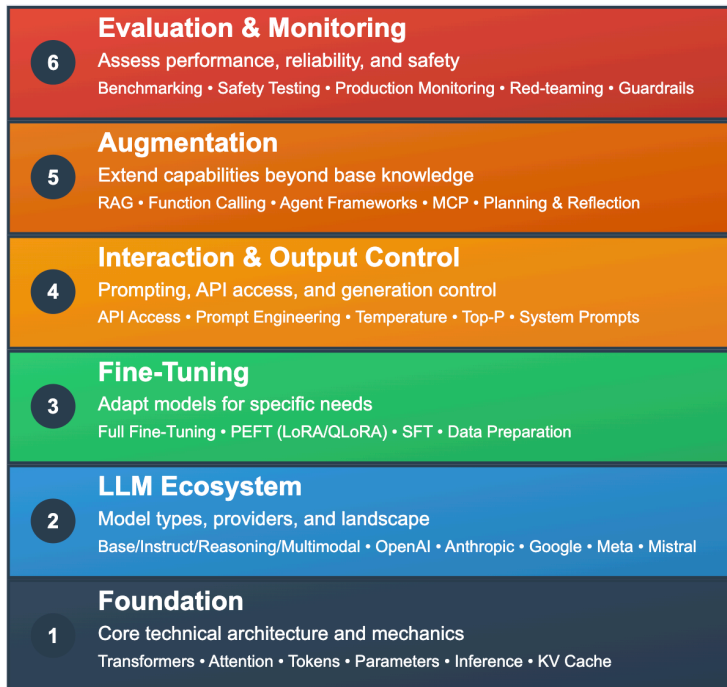 Evaluation & Monitoring
6
Assess performance, reliability, and safety
Benchmarking • Safety Testing • Production Monitoring • Red-teaming • Guardrails
Augmentation
5
Extend capabilities beyond base knowledge
RAG • Function Calling • Agent Frameworks • MCP • Planning & Reflection
Interaction & Output Control
4
Prompting, API access, and generation control
API Access • Prompt Engineering • Temperature • Top-P • System Prompts
Fine-Tuning
3
Adapt models for specific needs
Full Fine-Tuning • PEFT (LoRA/QLoRA) • SFT • Data Preparation
LLM Ecosystem
2
Model types, providers, and landscape
Base/Instruct/Reasoning/Multimodal • OpenAI • Anthropic • Google • Meta • Mistral
Foundation
1
Core technical architecture and mechanics
Transformers • Attention • Tokens • Parameters • Inference • KV Cache